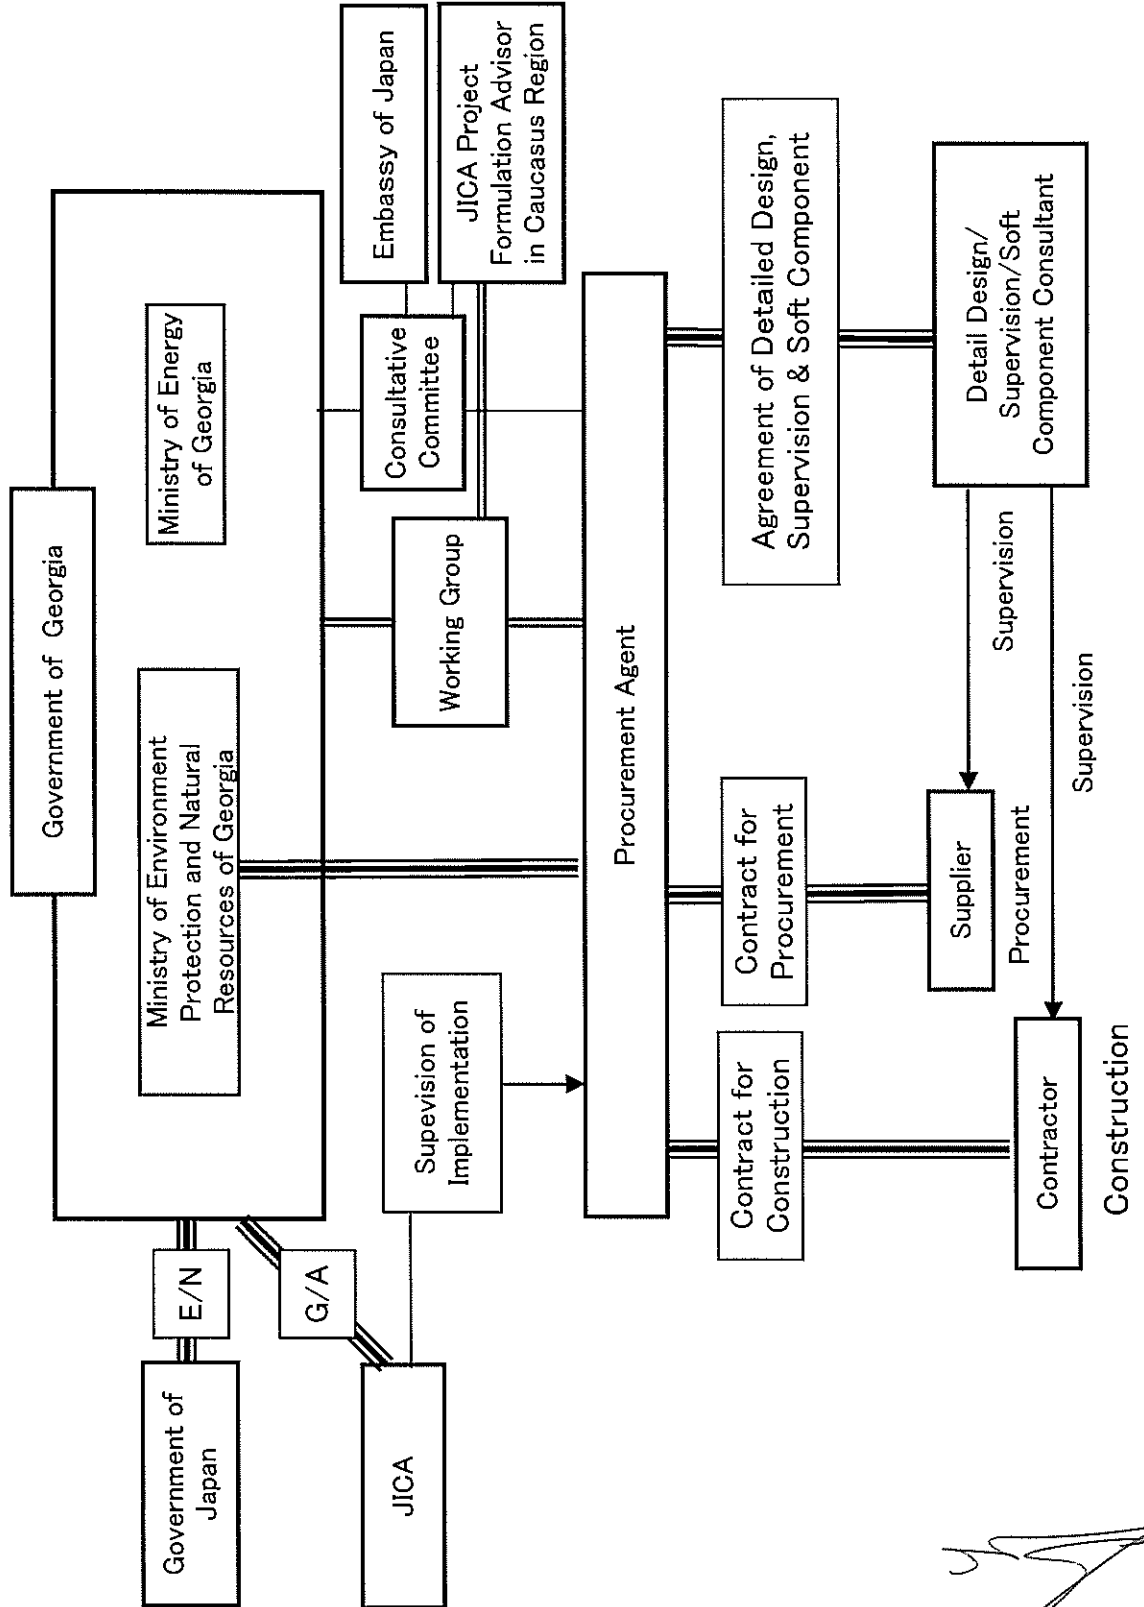 Government of Georgia
Ministry of Environment
Protection and Natural
Resources of Georgia
Ministry of Energy
of Georgia
Government of
Japan
E/N
G/A
JICA
Supevision of
Implementation
Working Group
Consultative
Committee
Embassy of Japan
JICA Project
Formulation Advisor
in Caucasus Region
Procurement Agent
Contract for
Construction
Contract for
Procurement
Agreement of Detailed Design,
Supervision & Soft Component
Contractor
Construction
Supplier
Procurement
Supervision
Supervision
Detail Design/
Supervision/Soft
Component Consultant